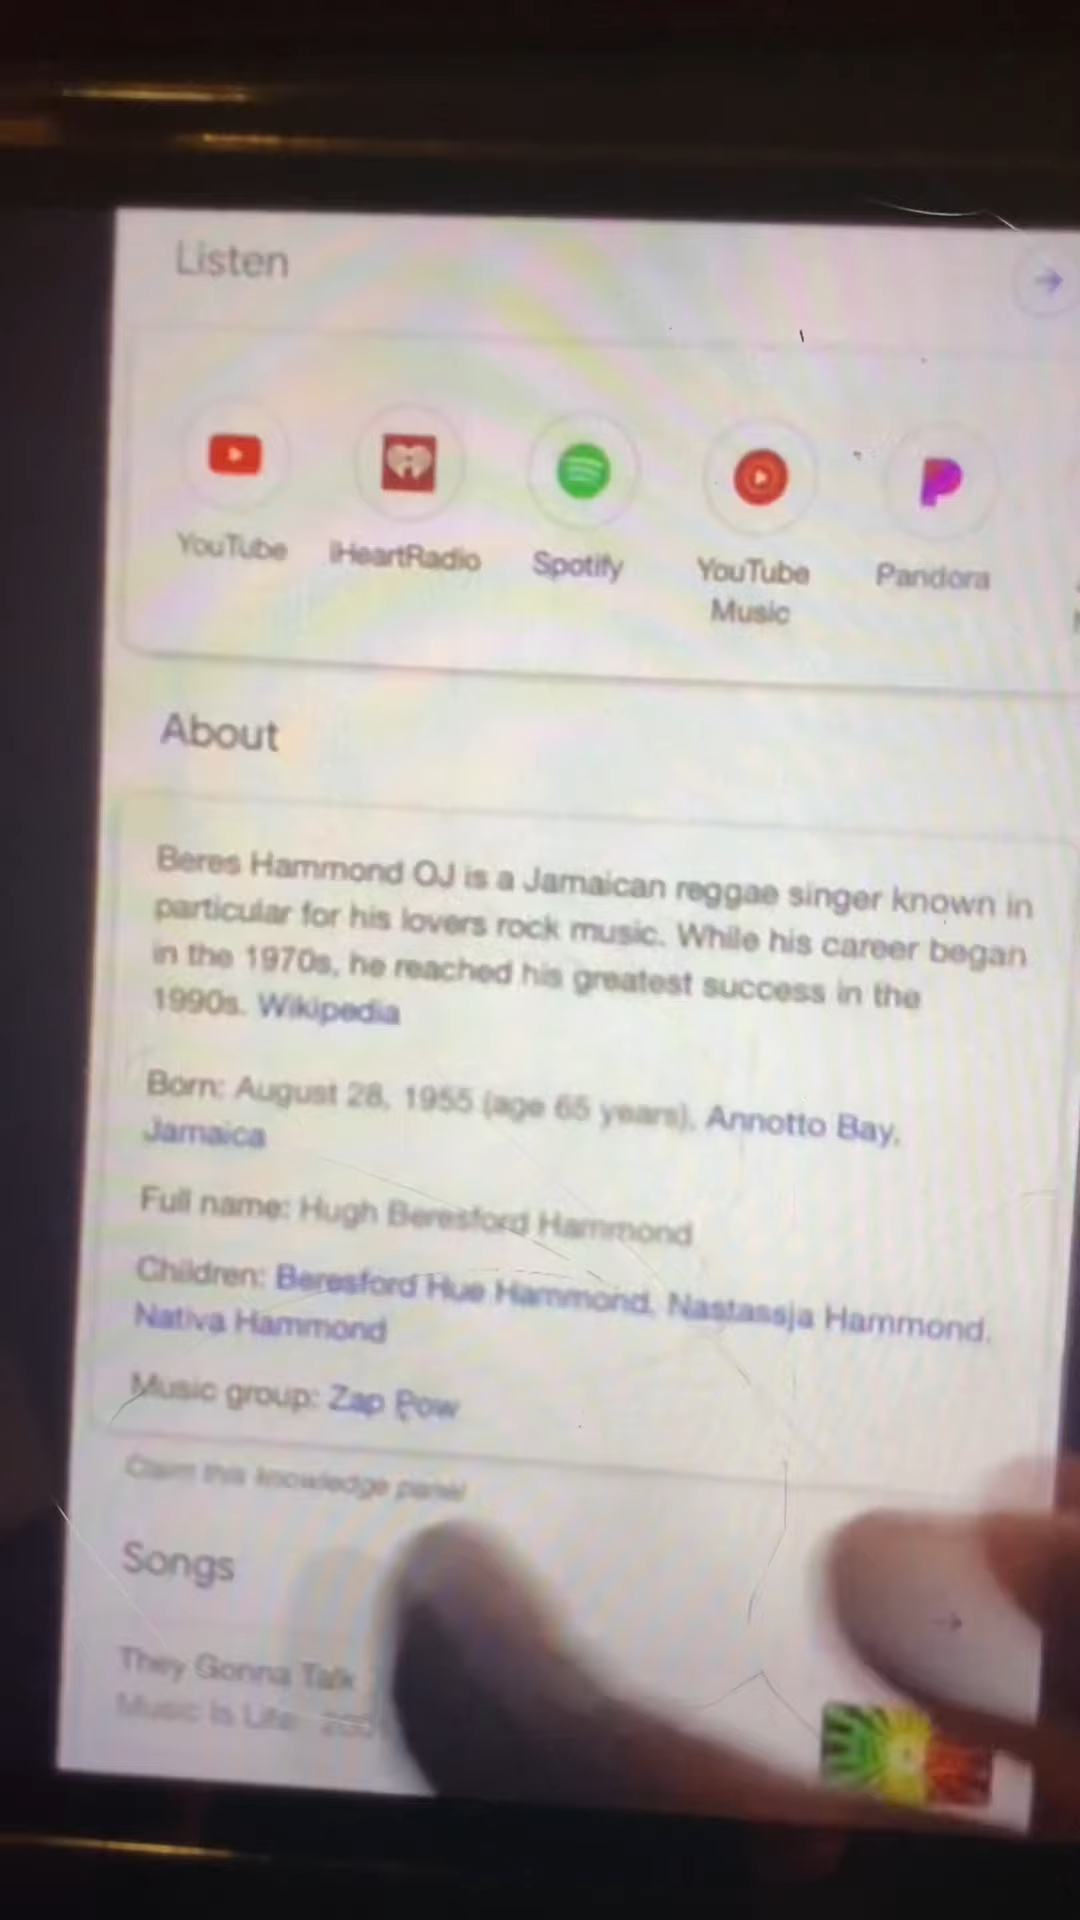 Listen
YouTube
iHeartRadio
Spotify
YouTube
Music
Pandora
About
Beres Hammond OJ is a Jamaican reggae singer known in
particular for his lovers rock music. While his career began
in the 1970s, he reached his greatest success in the
1990s. Wikipedia
Born: August 28, 1955 (age 65 years), Annotto Bay,
Jamaica
Full name: Hugh Beresford Hammond
Children: Beresford Hue Hammond, Nastassja Hammond,
Nativa Hammond
Music group: Zap Pow
Claim this knowledge panel
Songs
They Gonna Talk
Music Is Life